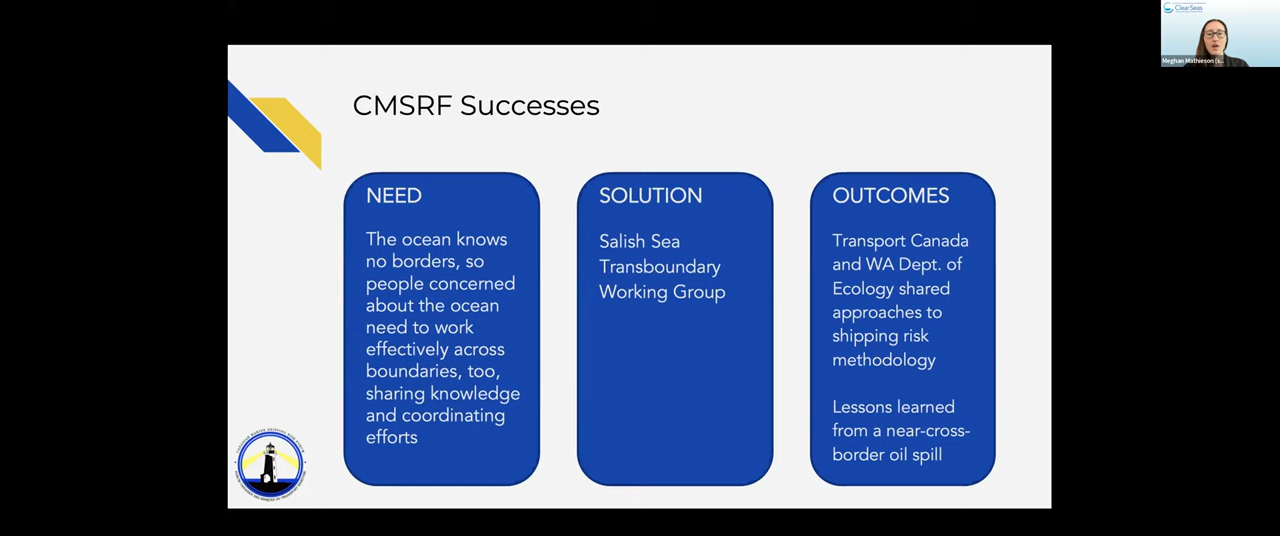 ClearSeas
Meghan Mathieson (s...
CMSRF Successes
NEED
The ocean knows
no borders, so
people concerned
about the ocean
need to work
effectively across
boundaries, too,
sharing knowledge
and coordinating
efforts
SOLUTION
Salish Sea
Transboundary
Working Group
OUTCOMES
Transport Canada
and WA Dept. of
Ecology shared
approaches to
shipping risk
methodology
Lessons learned
from a near-cross-
border oil spill